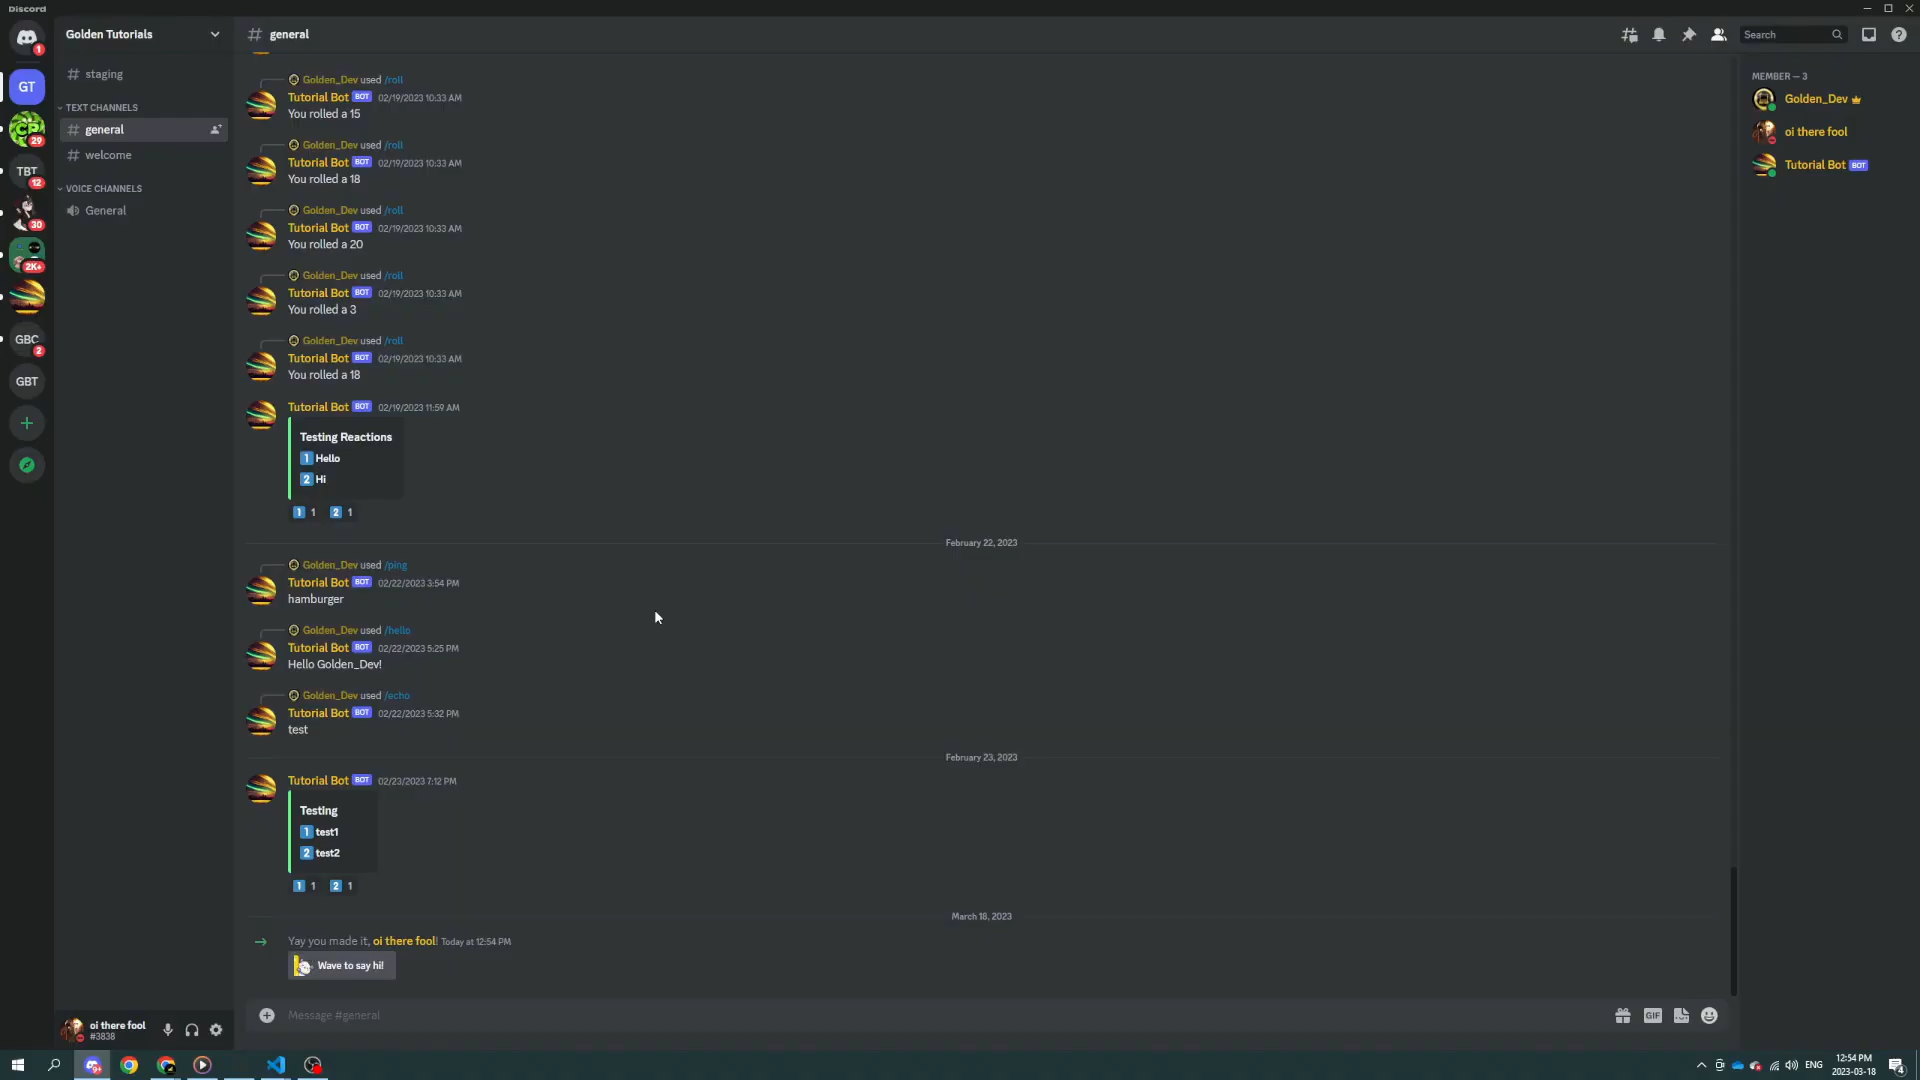 Discord
1
GT
29
TBT
12
30
2K+
GBC
2
GBT
Golden Tutorials
staging
TEXT CHANNELS
general
welcome
VOICE CHANNELS
General
oi there fool
#3838
general
Search
Golden_Dev used /roll
Tutorial Bot BOT 02/19/2023 10:33 AM
You rolled a 15
Golden_Dev used /roll
Tutorial Bot BOT 02/19/2023 10:33 AM
You rolled a 18
Golden_Dev used /roll
Tutorial Bot BOT 02/19/2023 10:33 AM
You rolled a 20
Golden_Dev used /roll
Tutorial Bot BOT 02/19/2023 10:33 AM
You rolled a 3
Golden_Dev used /roll
Tutorial Bot BOT 02/19/2023 10:33 AM
You rolled a 18
Tutorial Bot BOT 02/19/2023 11:59 AM
Testing Reactions
1 Hello
2 Hi
1 1 2 1
February 22, 2023
Golden_Dev used /ping
Tutorial Bot BOT 02/22/2023 3:54 PM
hamburger
Golden_Dev used /hello
Tutorial Bot BOT 02/22/2023 5:25 PM
Hello Golden_Dev!
Golden_Dev used /echo
Tutorial Bot BOT 02/22/2023 5:32 PM
test
February 23, 2023
Tutorial Bot BOT 02/23/2023 7:12 PM
Testing
1 test1
2 test2
1 1 2 1
March 18, 2023
Yay you made it, oi there fool! Today at 12:54 PM
Wave to say hi!
Message #general
GIF
MEMBER — 3
Golden_Dev
oi there fool
Tutorial Bot BOT
9+
ENG
12:54 PM
2023-03-18
4